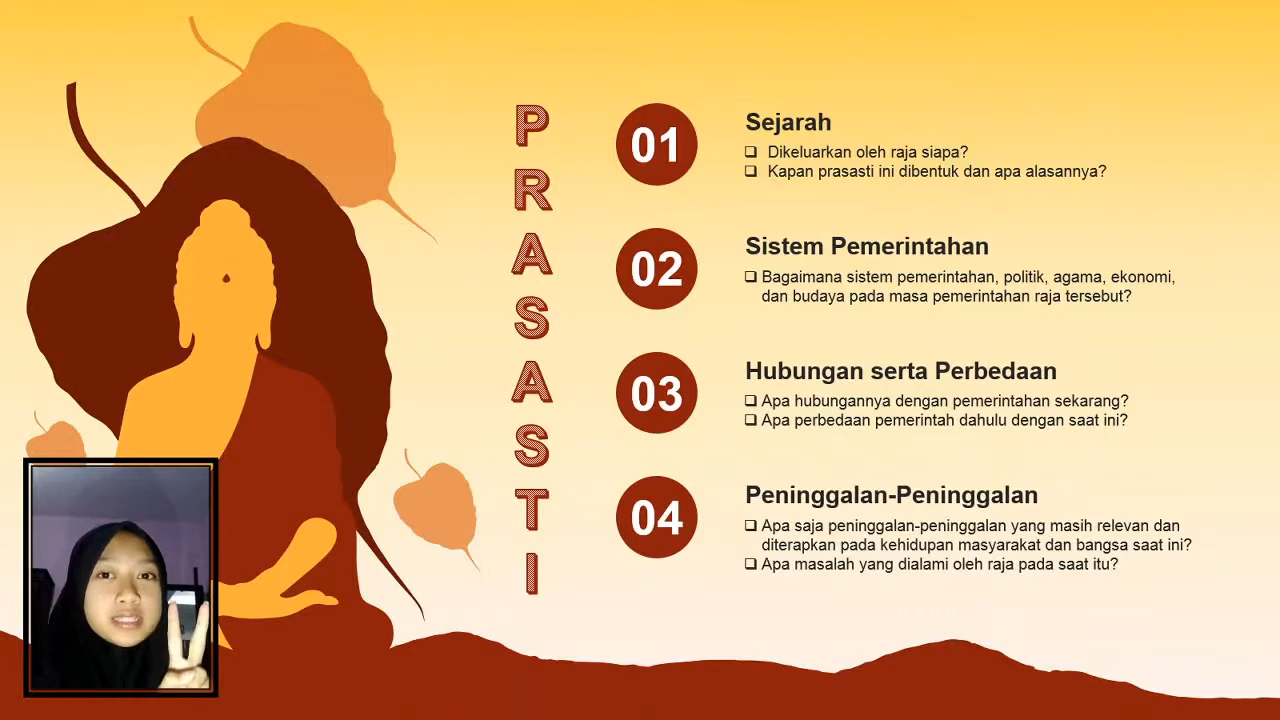 PRASASTI
01
Sejarah
❑ Dikeluarkan oleh raja siapa?
❑ Kapan prasasti ini dibentuk dan apa alasannya?
02
Sistem Pemerintahan
❑ Bagaimana sistem pemerintahan, politik, agama, ekonomi,
dan budaya pada masa pemerintahan raja tersebut?
03
Hubungan serta Perbedaan
❑ Apa hubungannya dengan pemerintahan sekarang?
❑ Apa perbedaan pemerintah dahulu dengan saat ini?
04
Peninggalan-Peninggalan
❑ Apa saja peninggalan-peninggalan yang masih relevan dan
diterapkan pada kehidupan masyarakat dan bangsa saat ini?
❑ Apa masalah yang dialami oleh raja pada saat itu?